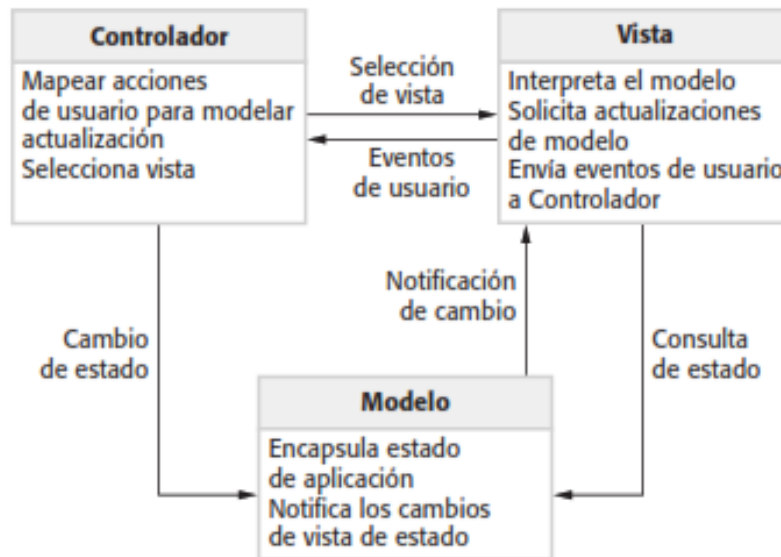 Controlador
Mapear acciones
de usuario para modelar
actualización
Selecciona vista
Selección
de vista
Eventos
de usuario
Vista
Interpreta el modelo
Solicita actualizaciones
de modelo
Envía eventos de usuario
a Controlador
Cambio
de estado
Notificación
de cambio
Consulta
de estado
Modelo
Encapsula estado
de aplicación
Notifica los cambios
de vista de estado